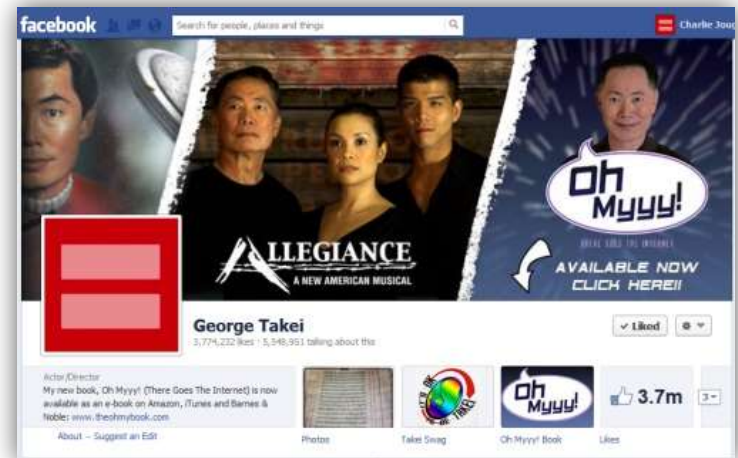 facebook
Search for people, places and things
Charlie
ALLEGIANCE
A NEW AMERICAN MUSICAL
Oh
Myyy!
AVAILABLE NOW
CLICK HERE!!
George Takei
3,774,232 likes · 5,348,951 talking about this
✓ Liked
Actor/Director
My new book, Oh Myyy! (There Goes The Internet) is now
available as an e-book on Amazon, iTunes and Barnes &
Noble: www.theohmybook.com
About – Suggest an Edit
Oh
Myyy!
3.7m
3
Photos
Takei Swag
Oh Myyy! Book
Likes